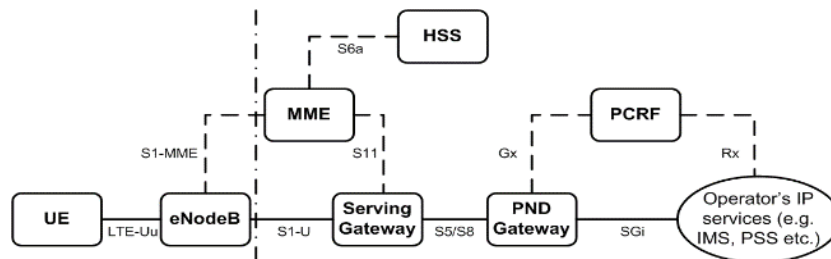 HSS
S6a
MME
PCRF
S1-MME
S11
Gx
Rx
UE
LTE-Uu
eNodeB
S1-U
Serving
Gateway
S5/S8
PND
Gateway
SGi
Operator's IP
services (e.g.
IMS, PSS etc.)